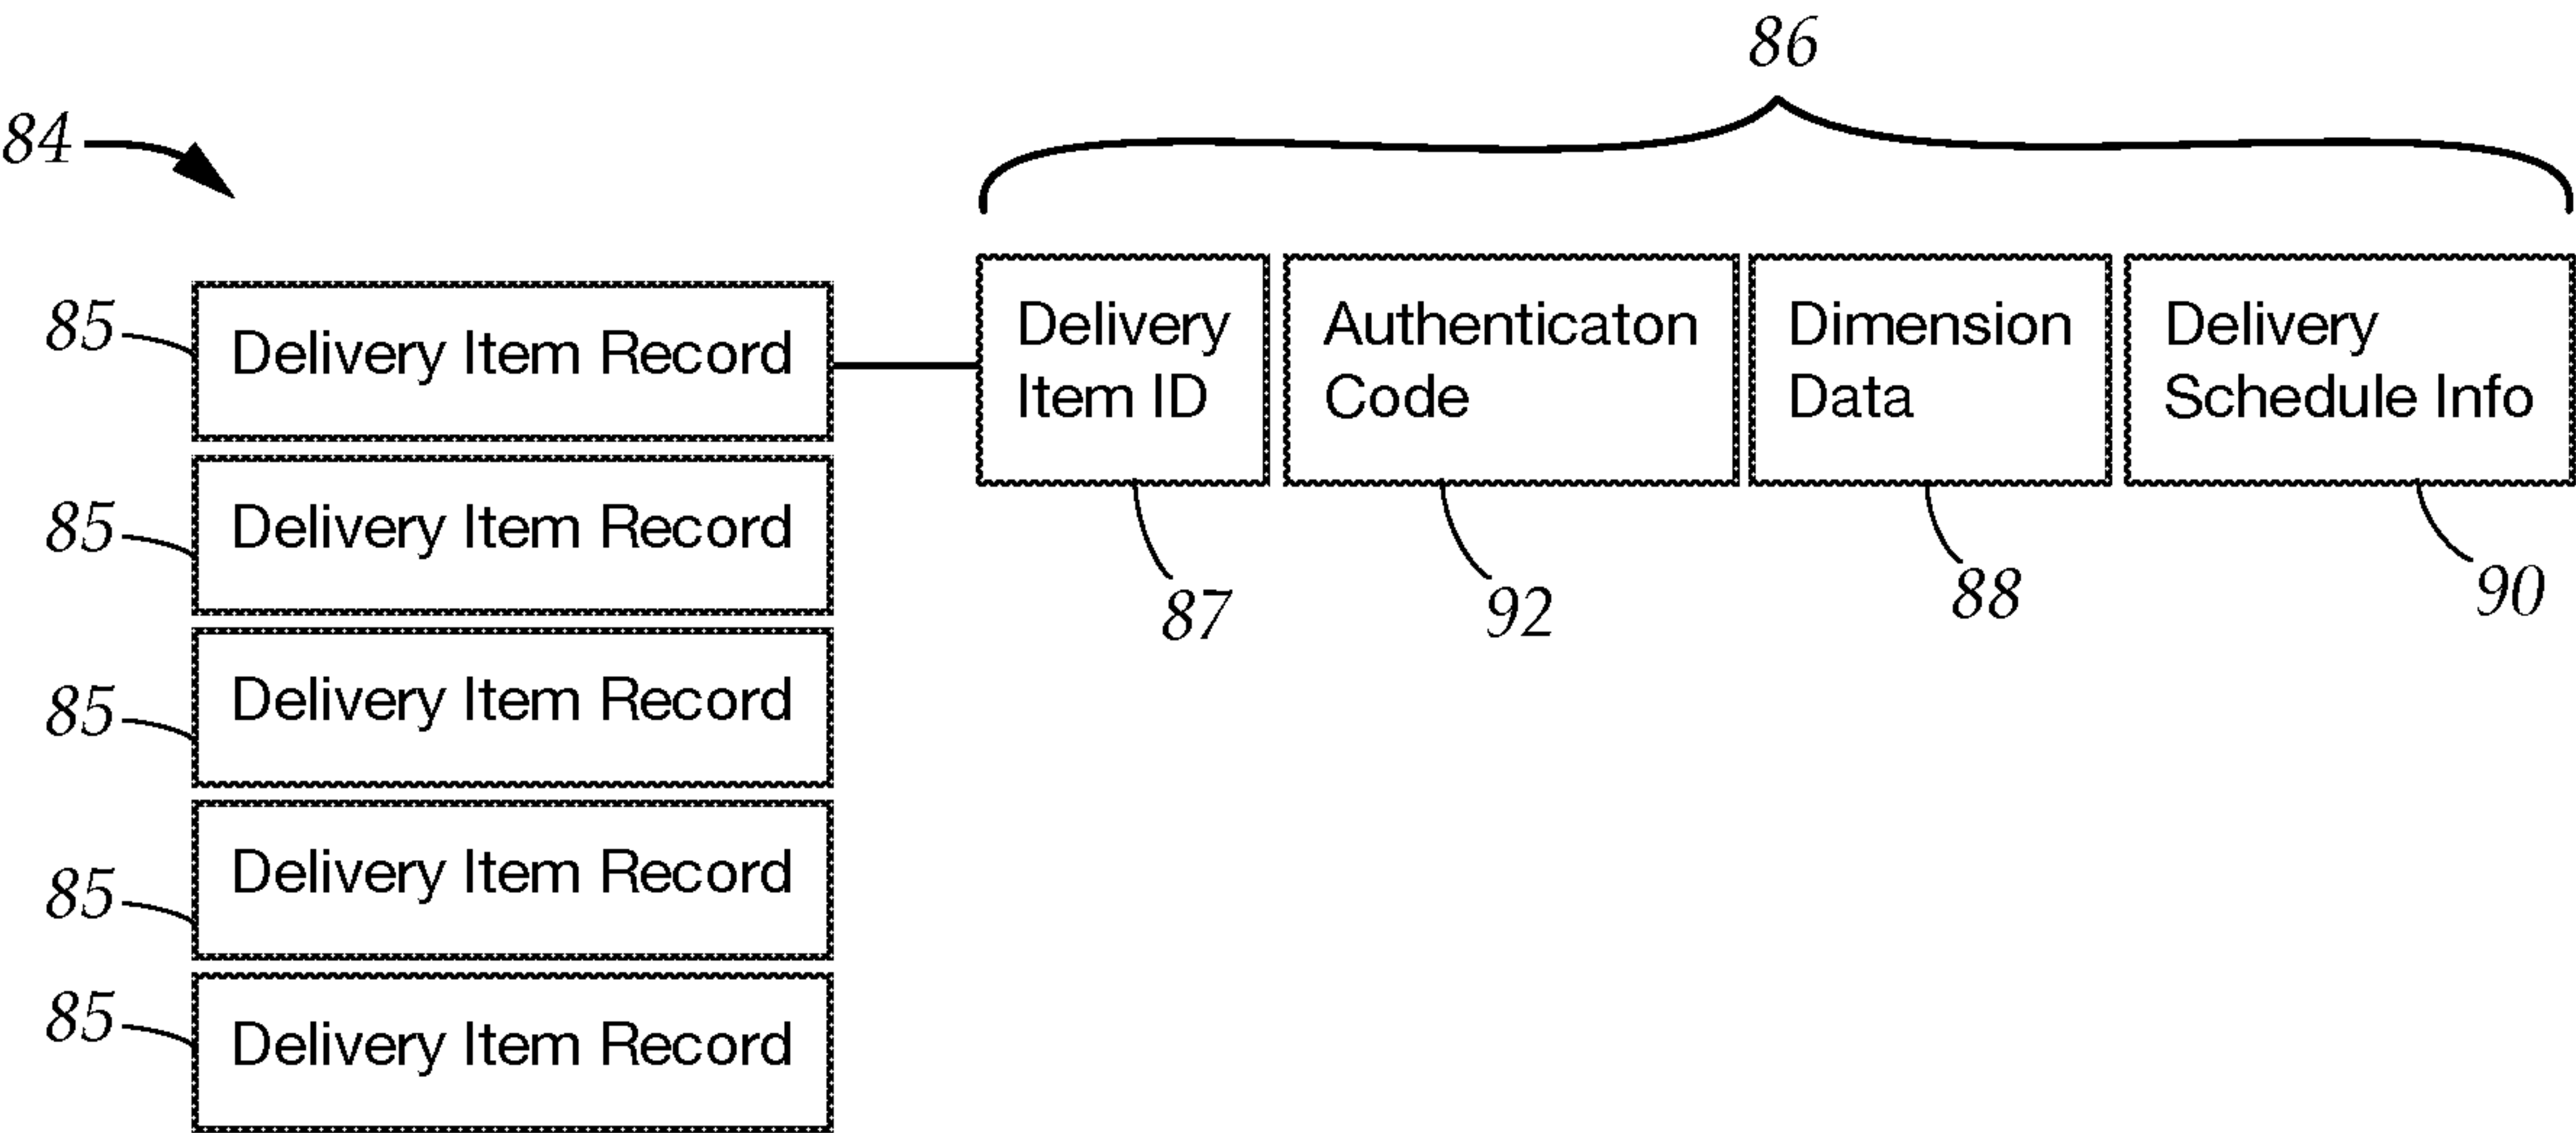 86
84
85
Delivery Item Record
Delivery
Item ID
Authenticaton
Code
Dimension
Data
Delivery
Schedule Info
85
Delivery Item Record
87
92
88
90
85
Delivery Item Record
85
Delivery Item Record
85
Delivery Item Record